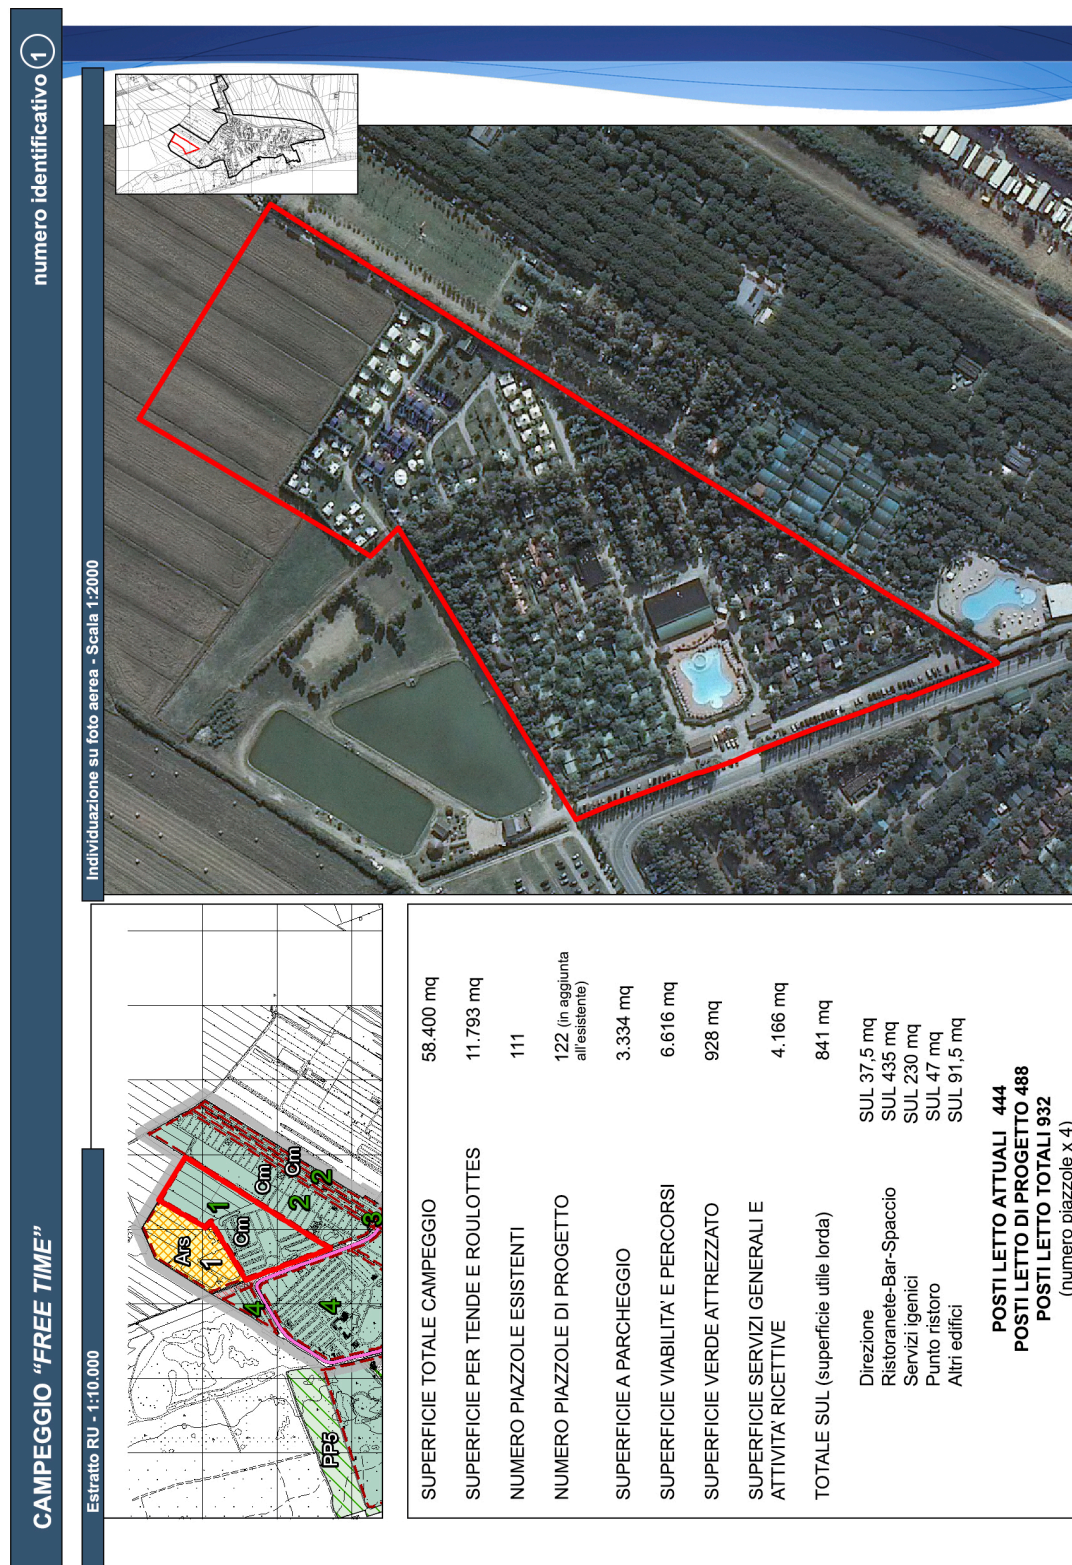 CAMPEGGIO “FREE TIME”
numero identificativo 1
Estratto RU - 1:10.000
Ars
1
1
Cm
Cm
Cm
2
2
3
4
4
PP5
Individuazione su foto aerea - Scala 1:2000
SUPERFICIE TOTALE CAMPEGGIO 58.400 mq
SUPERFICIE PER TENDE E ROULOTTES 11.793 mq
NUMERO PIAZZOLE ESISTENTI 111
NUMERO PIAZZOLE DI PROGETTO 122 (in aggiunta
all'esistente)
SUPERFICIE A PARCHEGGIO 3.334 mq
SUPERFICIE VIABILITA' E PERCORSI 6.616 mq
SUPERFICIE VERDE ATTREZZATO 928 mq
SUPERFICIE SERVIZI GENERALI E
ATTIVITA' RICETTIVE 4.166 mq
TOTALE SUL (superficie utile lorda) 841 mq
Direzione SUL 37,5 mq
Ristoranete-Bar-Spaccio SUL 435 mq
Servizi igenici SUL 230 mq
Punto ristoro SUL 47 mq
Altri edifici SUL 91,5 mq
POSTI LETTO ATTUALI 444
POSTI LETTO DI PROGETTO 488
POSTI LETTO TOTALI 932
(numero piazzole x 4)